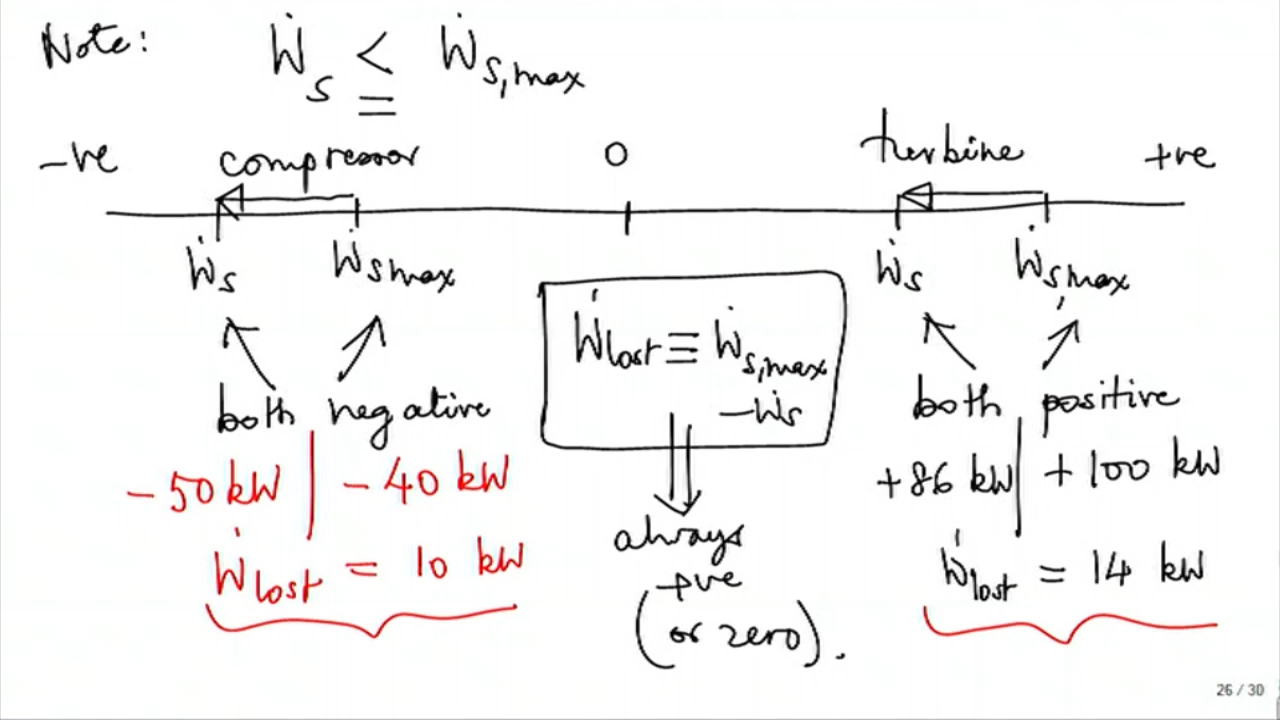 Note: Ẇs ≤ Ẇs,max
-ve compressor 0 turbine +ve
Ẇs Ẇsmax Ẇs Ẇs,max
Ẇlost ≡ Ẇs,max
-Ẇs
both negative both positive
-50 kW | -40 kW +86 kW | +100 kW
always
+ve
(or zero).
Ẇlost = 10 kW Ẇlost = 14 kW
26 / 30